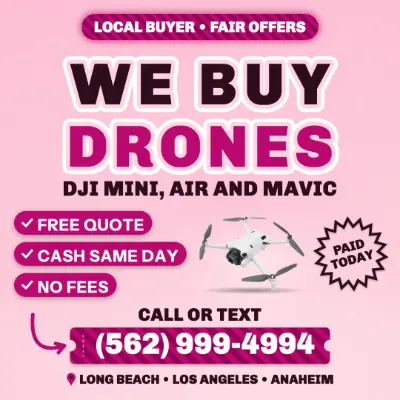 LOCAL BUYER • FAIR OFFERS
WE BUY
DRONES
DJI MINI, AIR AND MAVIC
✓ FREE QUOTE
✓ CASH SAME DAY
✓ NO FEES
PAID
TODAY
CALL OR TEXT
(562) 999-4994
LONG BEACH • LOS ANGELES • ANAHEIM